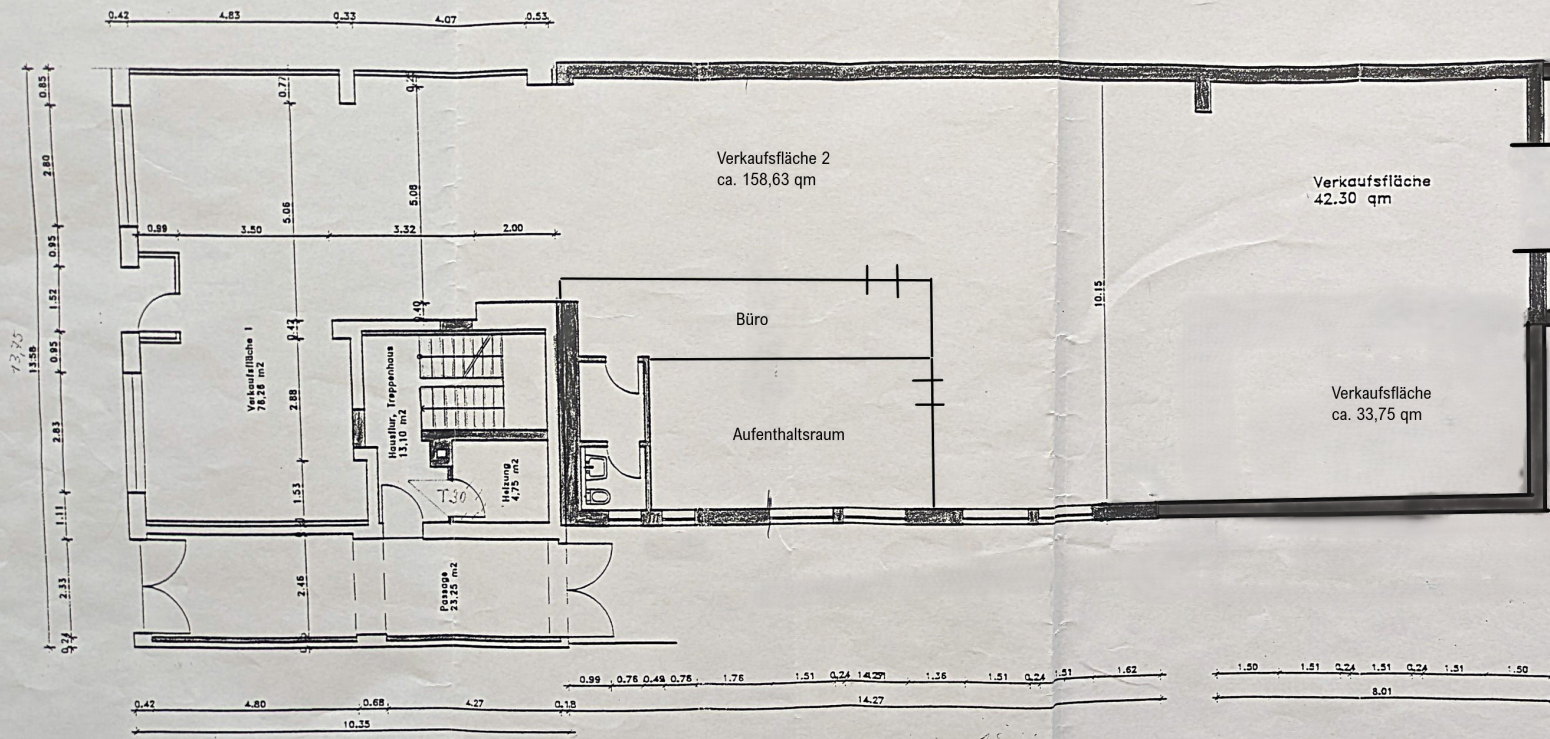 0.42 4.83 0.33 4.07 0.53
0.85
2.80
0.95
1.52
0.95
2.83
1.11
2.33
0.24
13,75
13.58
0.77
5.06
0.42
2.88
1.53
2.46
5.08
0.40
0.99 3.50 3.32 2.00
Verkaufsfläche 1
78,28 m2
Hausflur, Treppenhaus
13,10 m2
Heizung
4,75 m2
T30
Passage
23,25 m2
Verkaufsfläche 2
ca. 158,63 qm
Büro
Aufenthaltsraum
10.15
Verkaufsfläche
42.30 qm
Verkaufsfläche
ca. 33,75 qm
0.99 0.76 0.49 0.76 1.76 1.51 0.24 1.36 1.51 0.24 1.51 1.62
14.27
1.50 1.51 0.24 1.51 0.24 1.51 1.50
8.01
0.42 4.80 0.68 4.27 0.18
10.35